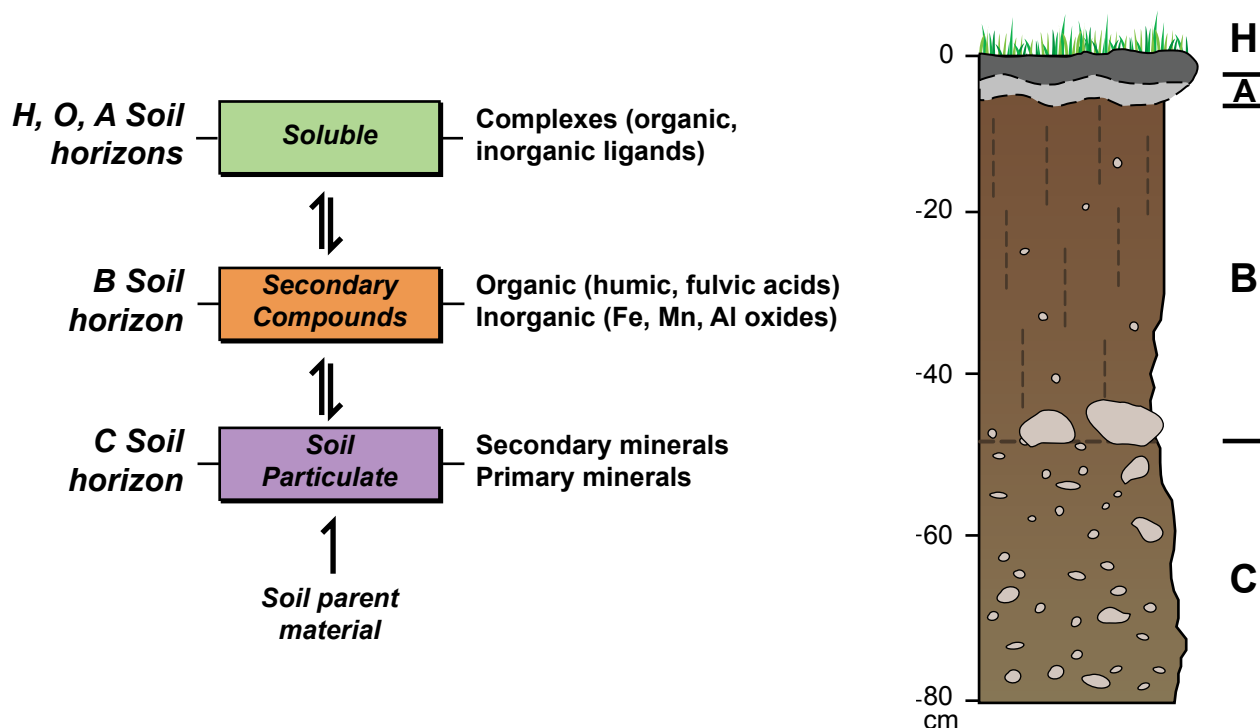 H, O, A Soil
horizons
Soluble
Complexes (organic,
inorganic ligands)
B Soil
horizon
Secondary
Compounds
Organic (humic, fulvic acids)
Inorganic (Fe, Mn, Al oxides)
C Soil
horizon
Soil
Particulate
Secondary minerals
Primary minerals
Soil parent
material
0
-20
-40
-60
-80
cm
H
A
B
C